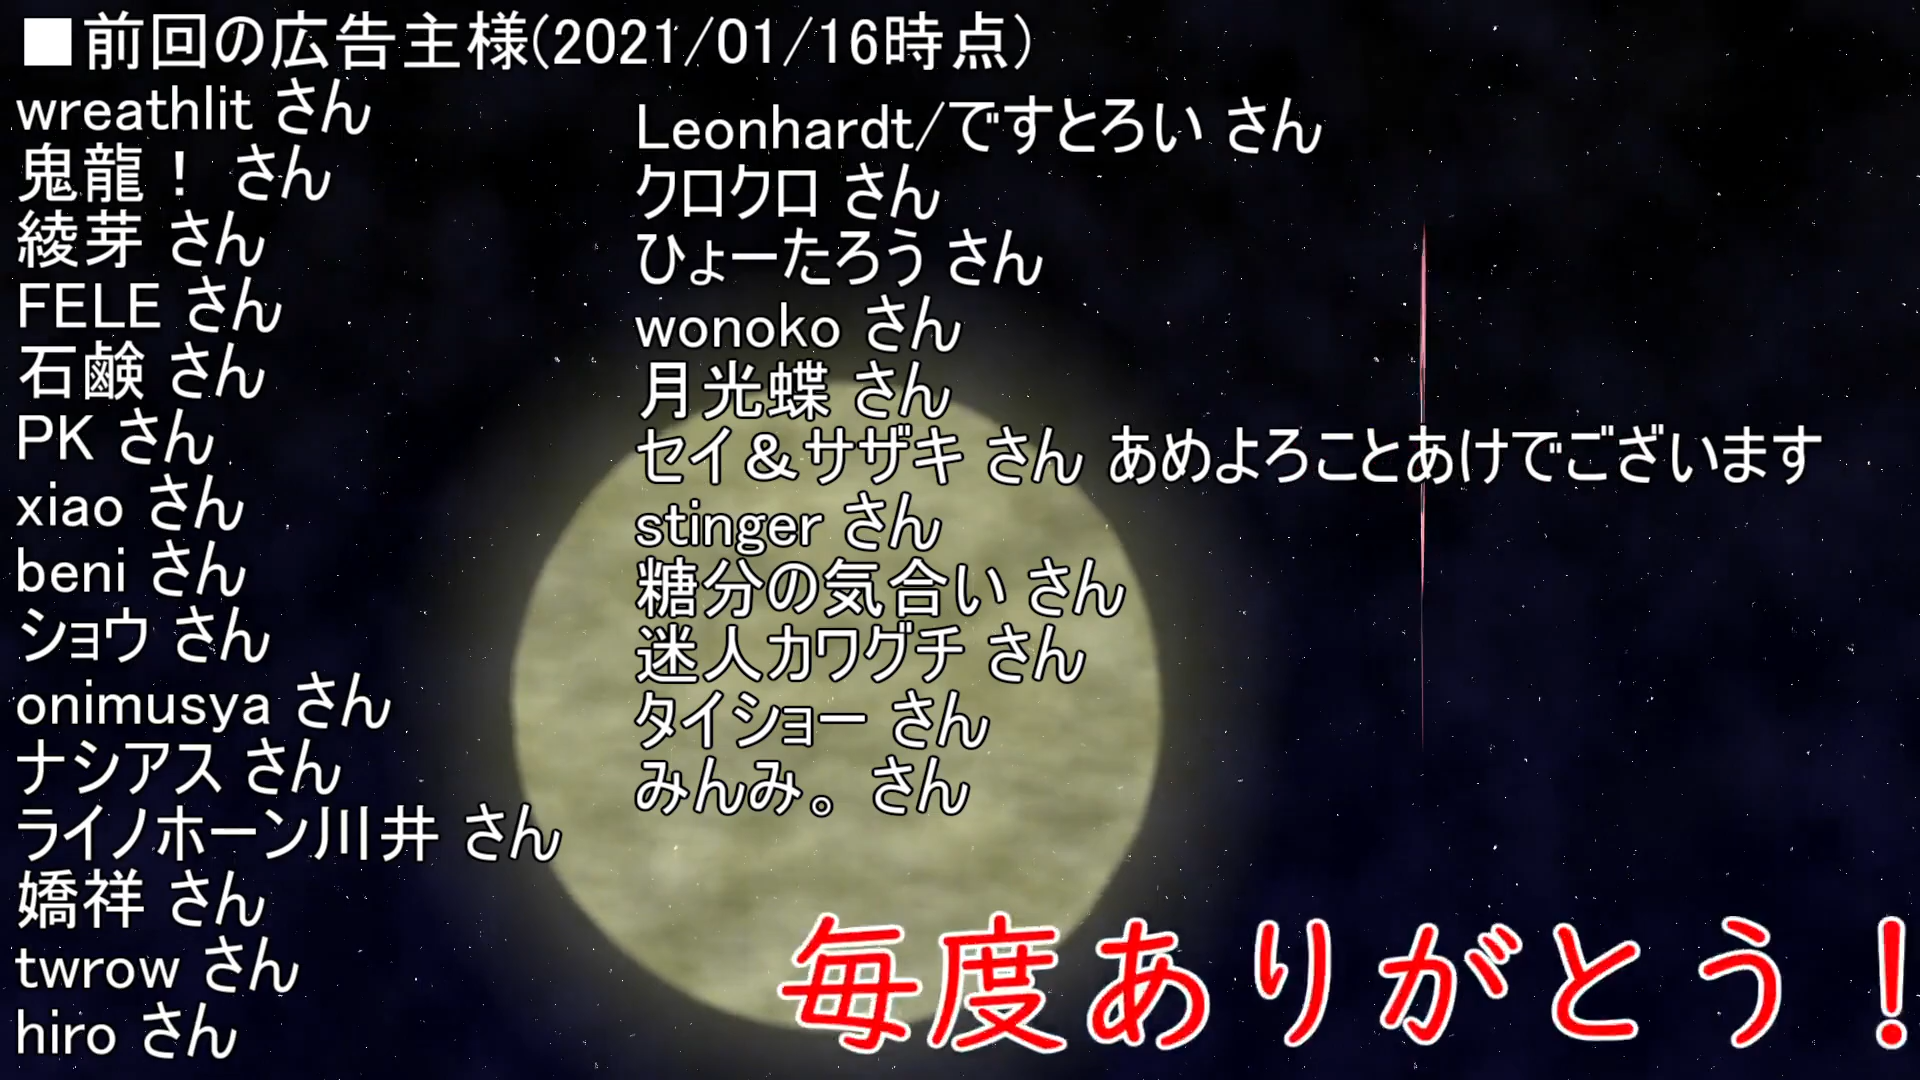 ■前回の広告主様(2021/01/16時点)
wreathlit さん
鬼龍！ さん
綾芽 さん
FELE さん
石鹸 さん
PK さん
xiao さん
beni さん
ショウ さん
onimusya さん
ナシアス さん
ライノホーン川井 さん
嬌祥 さん
twrow さん
hiro さん
Leonhardt/ですとろい さん
クロクロ さん
ひょーたろう さん
wonoko さん
月光蝶 さん
セイ＆サザキ さん あめよろことあけでございます
stinger さん
糖分の気合い さん
迷人カワグチ さん
タイショー さん
みんみ。 さん
毎度ありがとう！